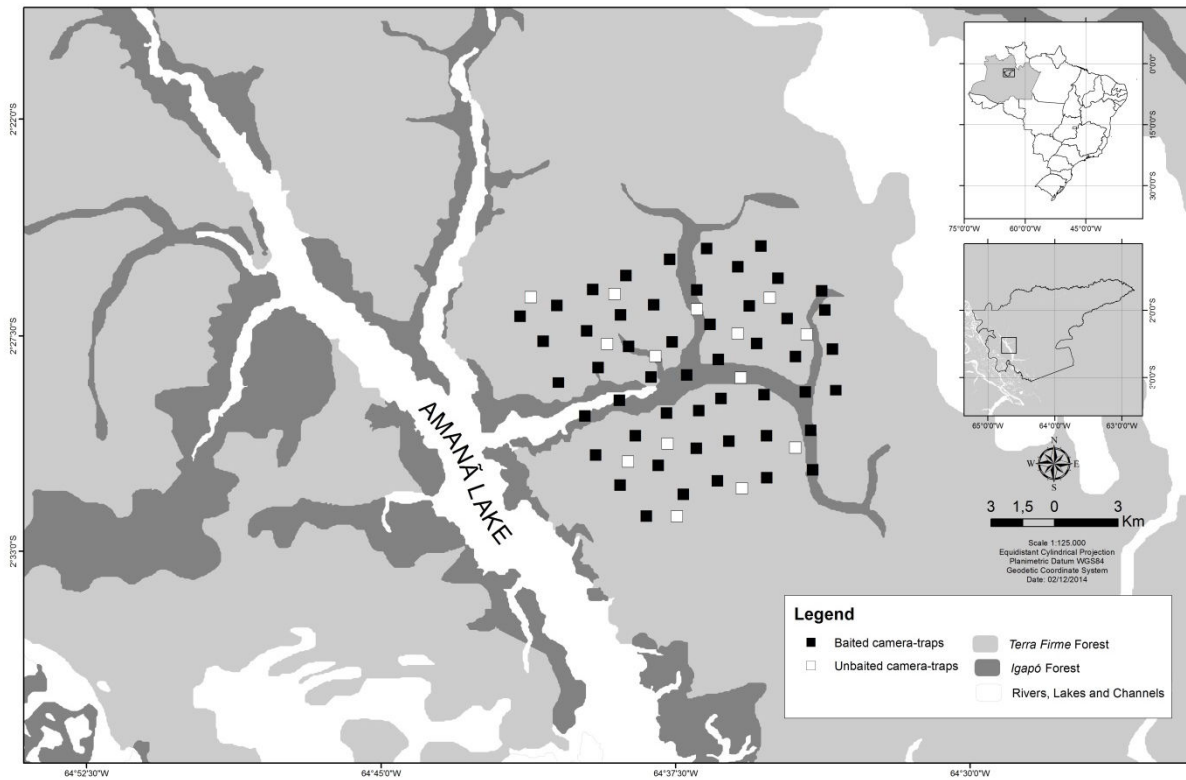 2°22'0"S
2°27'30"S
2°33'0"S
64°52'30"W
64°45'0"W
64°37'30"W
64°30'0"W
AMANÃ LAKE
0°0'0"
15°0'0"S
30°0'0"S
75°0'0"W
60°0'0"W
45°0'0"W
2°0'0"S
3°0'0"S
65°0'0"W
64°0'0"W
63°0'0"W
N
W
E
S
3 1,5 0 3
Km
Scale 1:125.000
Equidistant Cylindrical Projection
Planimetric Datum WGS84
Geodetic Coordinate System
Date: 02/12/2014
Legend
Baited camera-traps
Unbaited camera-traps
Terra Firme Forest
Igapó Forest
Rivers, Lakes and Channels